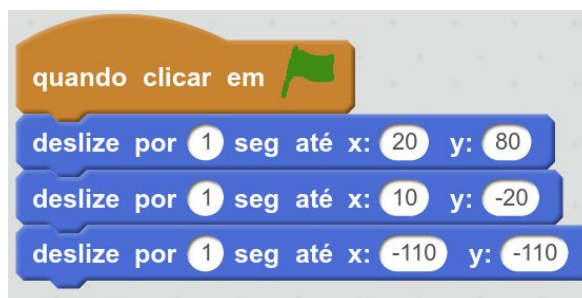 quando clicar em
deslize por 1 seg até x: 20 y: 80
deslize por 1 seg até x: 10 y: -20
deslize por 1 seg até x: -110 y: -110